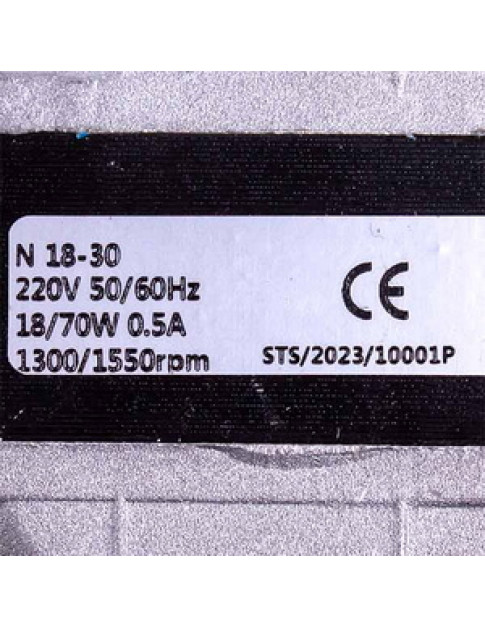 N 18-30
220V 50/60Hz
18/70W 0.5A
1300/1550rpm
CE
STS/2023/10001P